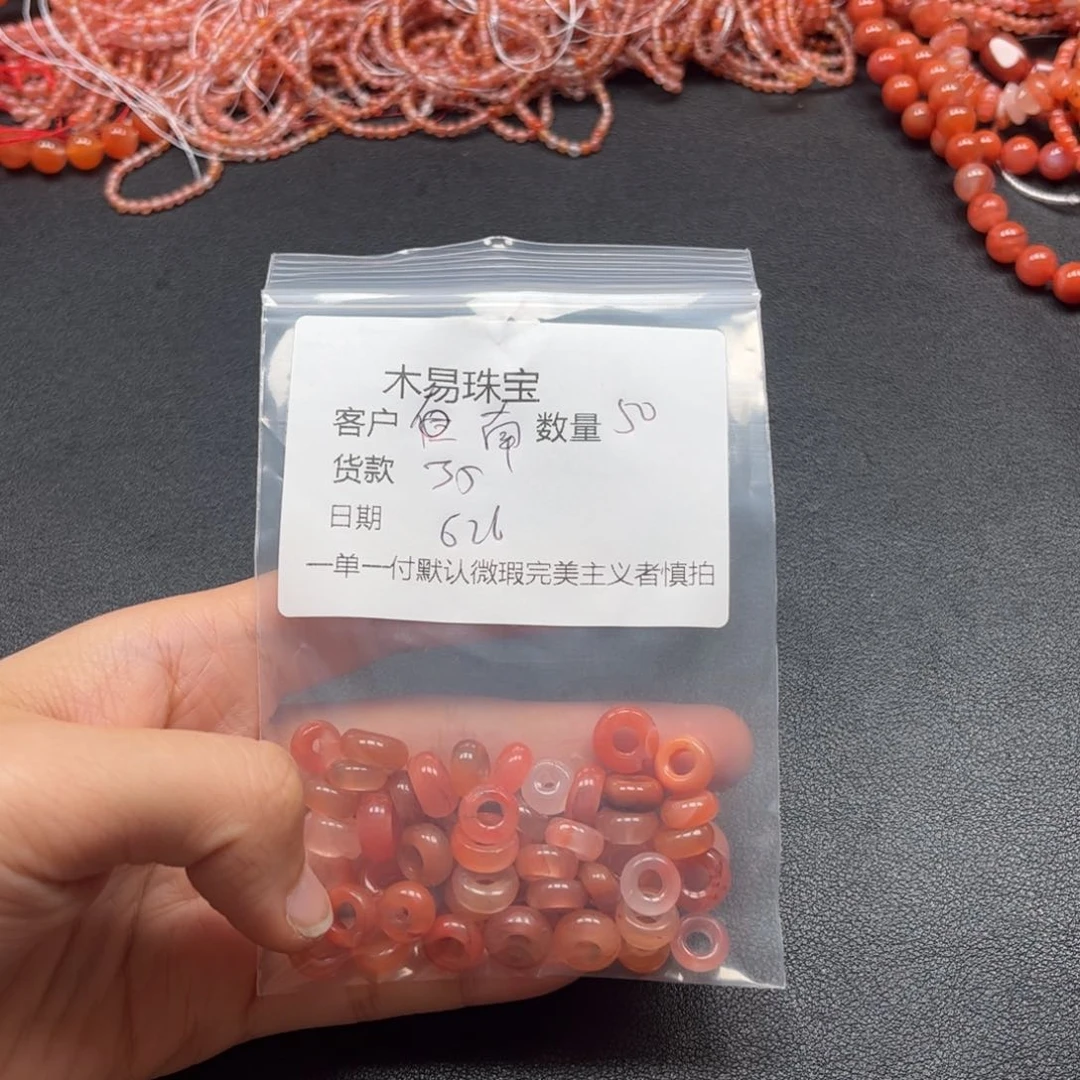 木易珠宝
客户 南 数量 50
货款 35
日期 626
一单一付默认微瑕完美主义者慎拍